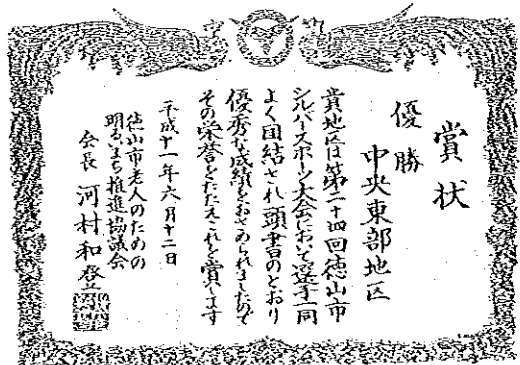 賞状
優勝
中央東部地区
貴地区は第二十四回徳山市
シルバースポーツ大会において選手一同
よく団結され頭書のとおり
優秀な成績をおさめられましたので
その栄誉をたたえこれを賞します
平成十一年六月十二日
徳山市老人のための
明るいまち推進協議会
会長 河村和登